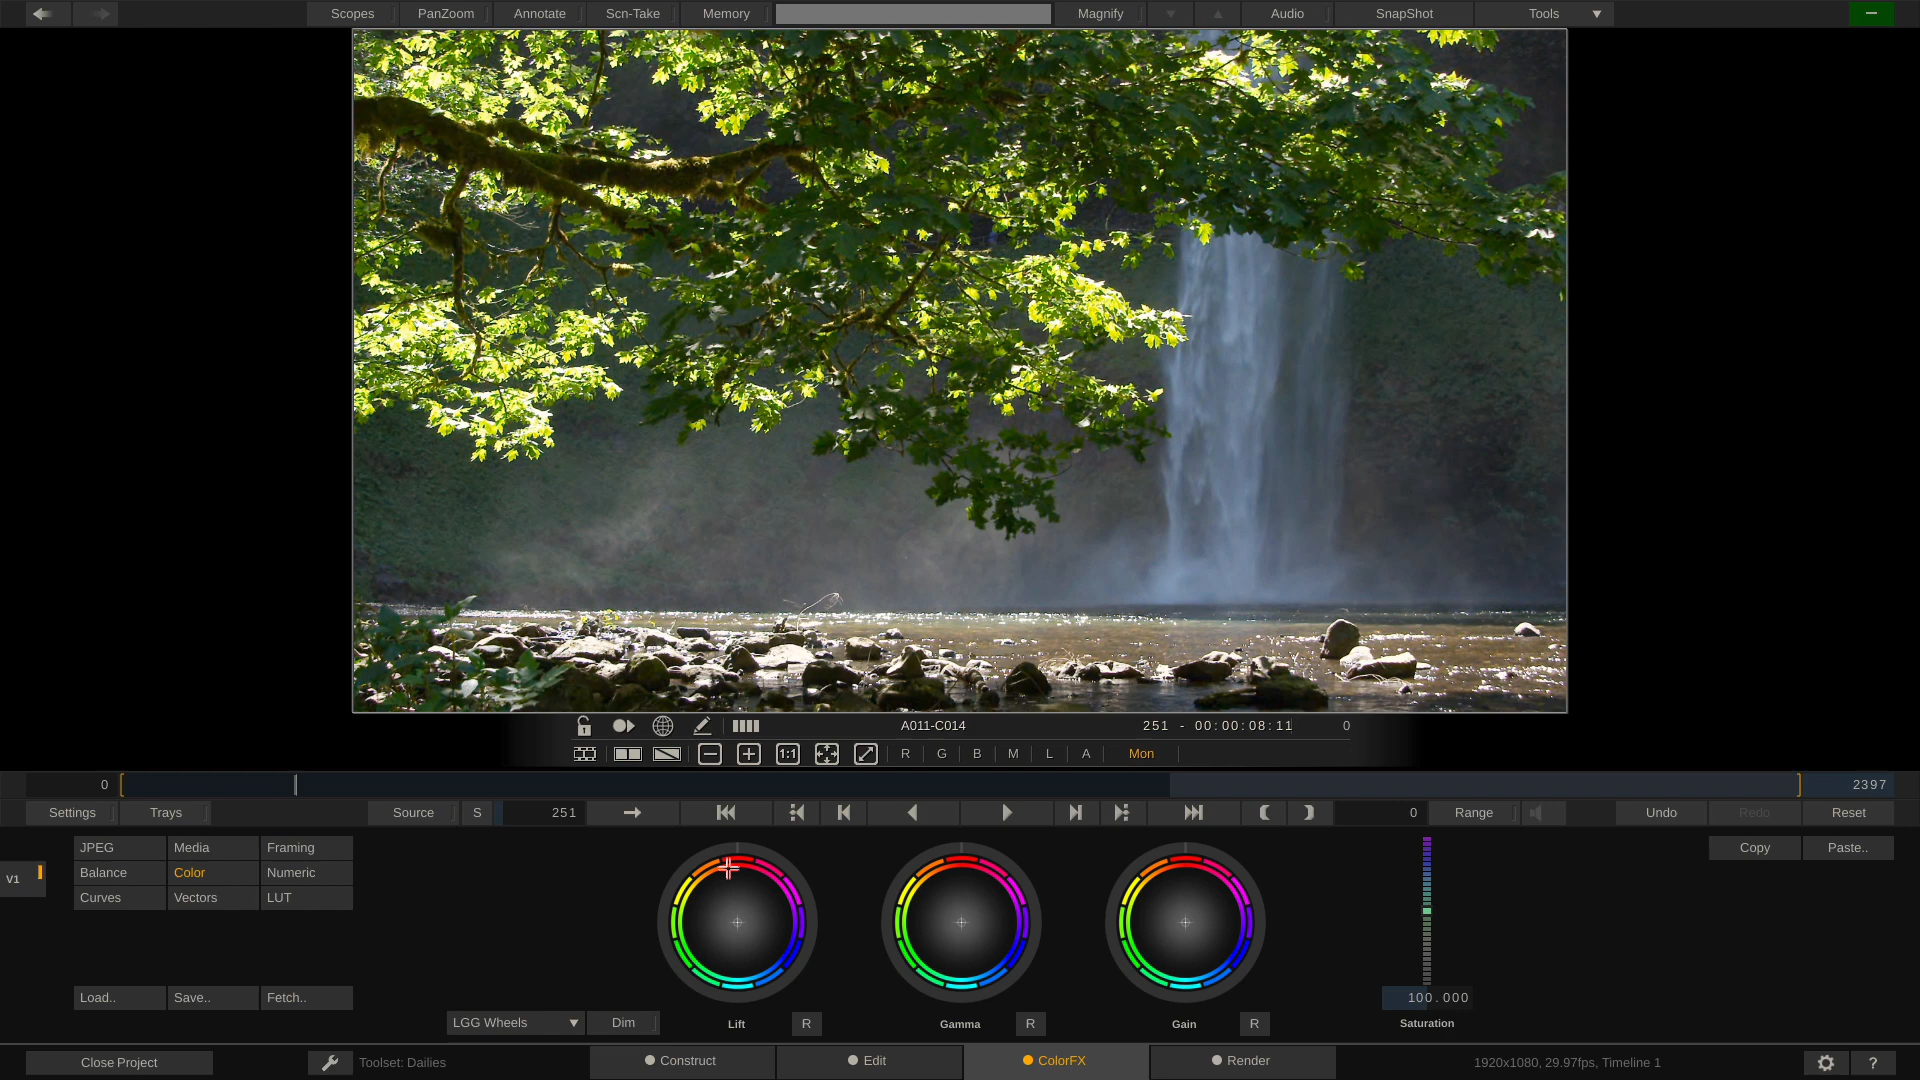 Scopes PanZoom Annotate Scn-Take Memory Magnify Audio SnapShot Tools
A011-C014 251 - 00:00:08:11 0
1:1 R G B M L A Mon
0 2397
Settings Trays Source S 251 0 Range Undo Redo Reset
JPEG Media Framing Copy Paste..
Balance Color Numeric
V1
Curves Vectors LUT
Load.. Save.. Fetch.. 100.000
LGG Wheels Dim Lift R Gamma R Gain R Saturation
Close Project Toolset: Dailies Construct Edit ColorFX Render 1920x1080, 29.97fps, Timeline 1 ?